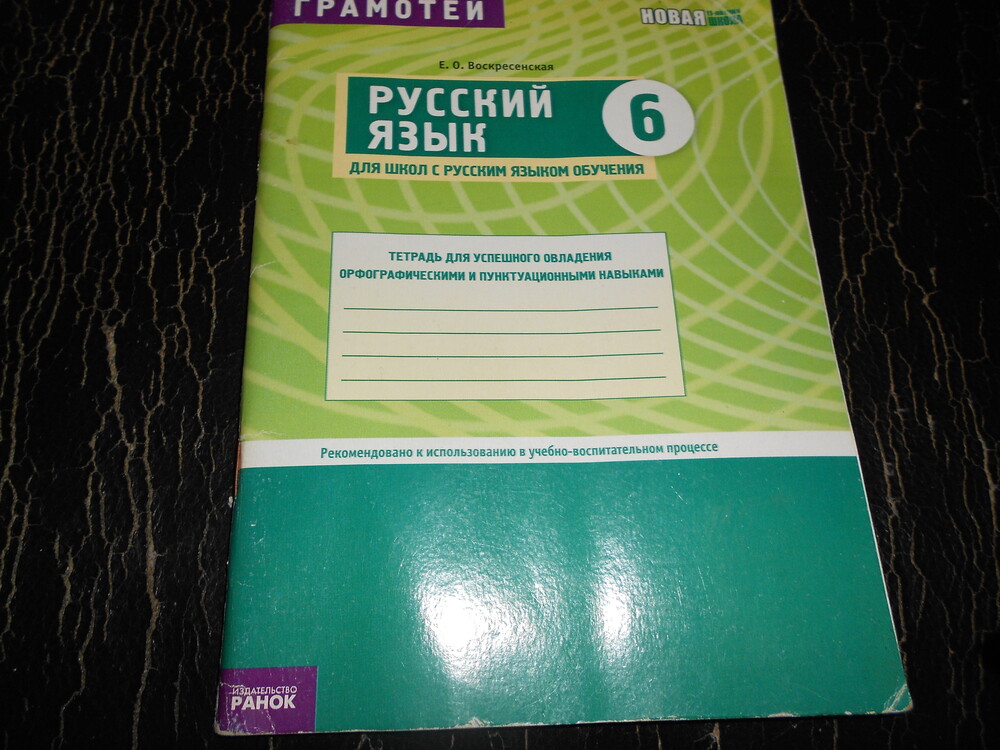 ГРАМОТЕЙ
НОВАЯ
ШКОЛА
Е. О. Воскресенская
РУССКИЙ
ЯЗЫК
6
ДЛЯ ШКОЛ С РУССКИМ ЯЗЫКОМ ОБУЧЕНИЯ
ТЕТРАДЬ ДЛЯ УСПЕШНОГО ОВЛАДЕНИЯ
ОРФОГРАФИЧЕСКИМИ И ПУНКТУАЦИОННЫМИ НАВЫКАМИ
Рекомендовано к использованию в учебно-воспитательном процессе
ИЗДАТЕЛЬСТВО
РАНОК